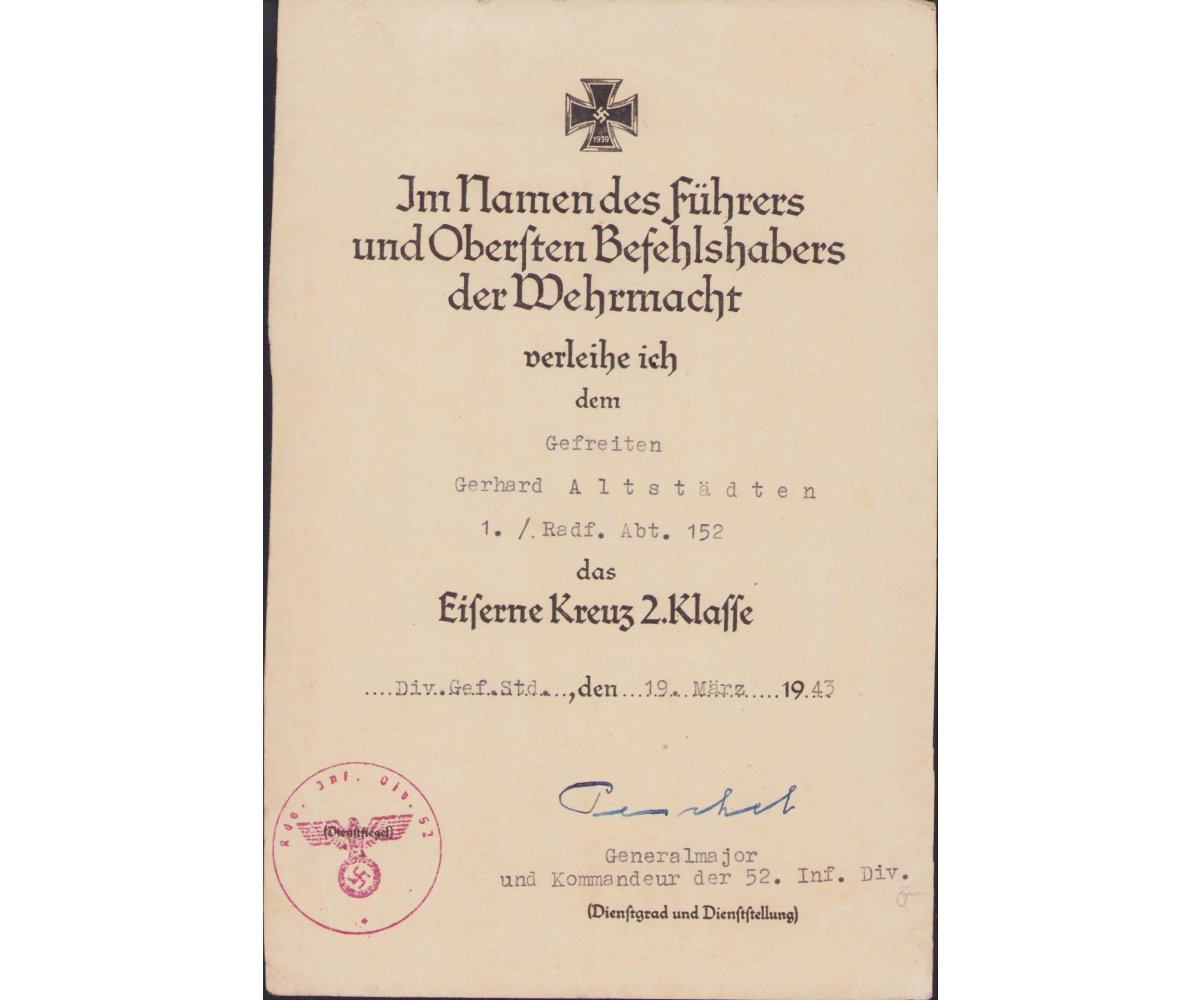 1939
Im Namen des Führers
und Oberſten Befehlshabers
der Wehrmacht
verleihe ich
dem
Gefreiten
Gerhard A l t s t ä d t e n
1. /. Radf. Abt. 152
das
Eiſerne Kreuz 2. Klaſſe
....Div..Gef.Std...,den ...19. März ....1943
Kdo. Inf. Div. 52
(Dienſtſiegel)
Peschel
Generalmajor
und Kommandeur der 52. Inf. Div.
(Dienſtgrad und Dienſtſtellung)